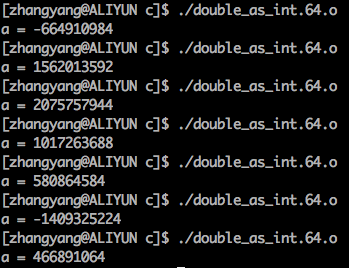 [zhangyang@ALIYUN c]$ ./double_as_int.64.o
a = -664910984
[zhangyang@ALIYUN c]$ ./double_as_int.64.o
a = 1562013592
[zhangyang@ALIYUN c]$ ./double_as_int.64.o
a = 2075757944
[zhangyang@ALIYUN c]$ ./double_as_int.64.o
a = 1017263688
[zhangyang@ALIYUN c]$ ./double_as_int.64.o
a = 580864584
[zhangyang@ALIYUN c]$ ./double_as_int.64.o
a = -1409325224
[zhangyang@ALIYUN c]$ ./double_as_int.64.o
a = 466891064